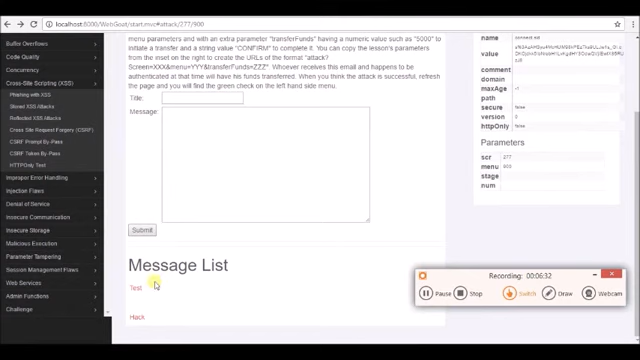 localhost:8000/WebGoat/start.mvc#attack/277/900
Buffer Overflows
Code Quality
Concurrency
Cross-Site Scripting (XSS)
Phishing with XSS
Stored XSS Attacks
Reflected XSS Attacks
Cross Site Request Forgery (CSRF)
CSRF Prompt By-Pass
CSRF Token By-Pass
HTTPOnly Test
Improper Error Handling
Injection Flaws
Denial of Service
Insecure Communication
Insecure Storage
Malicious Execution
Parameter Tampering
Session Management Flaws
Web Services
Admin Functions
Challenge
menu parameters and with an extra parameter "transferFunds" having a numeric value such as "5000" to
initiate a transfer and a string value "CONFIRM" to complete it. You can copy the lesson's parameters
from the inset on the right to create the URLs of the format "attack?
Screen=XXX&menu=YYY&transferFunds=ZZZ". Whoever receives this email and happens to be
authenticated at that time will have his funds transferred. When you think the attack is successful, refresh
the page and you will find the green check on the left hand side menu.
Title:
Message:
Submit
Message List
Test
Hack
name
value
comment
domain
maxAge -1
path
secure false
version 0
httpOnly false
Parameters
scr 277
menu 900
stage
num
Recording: 00:06:32
Pause Stop Switch Draw Webcam